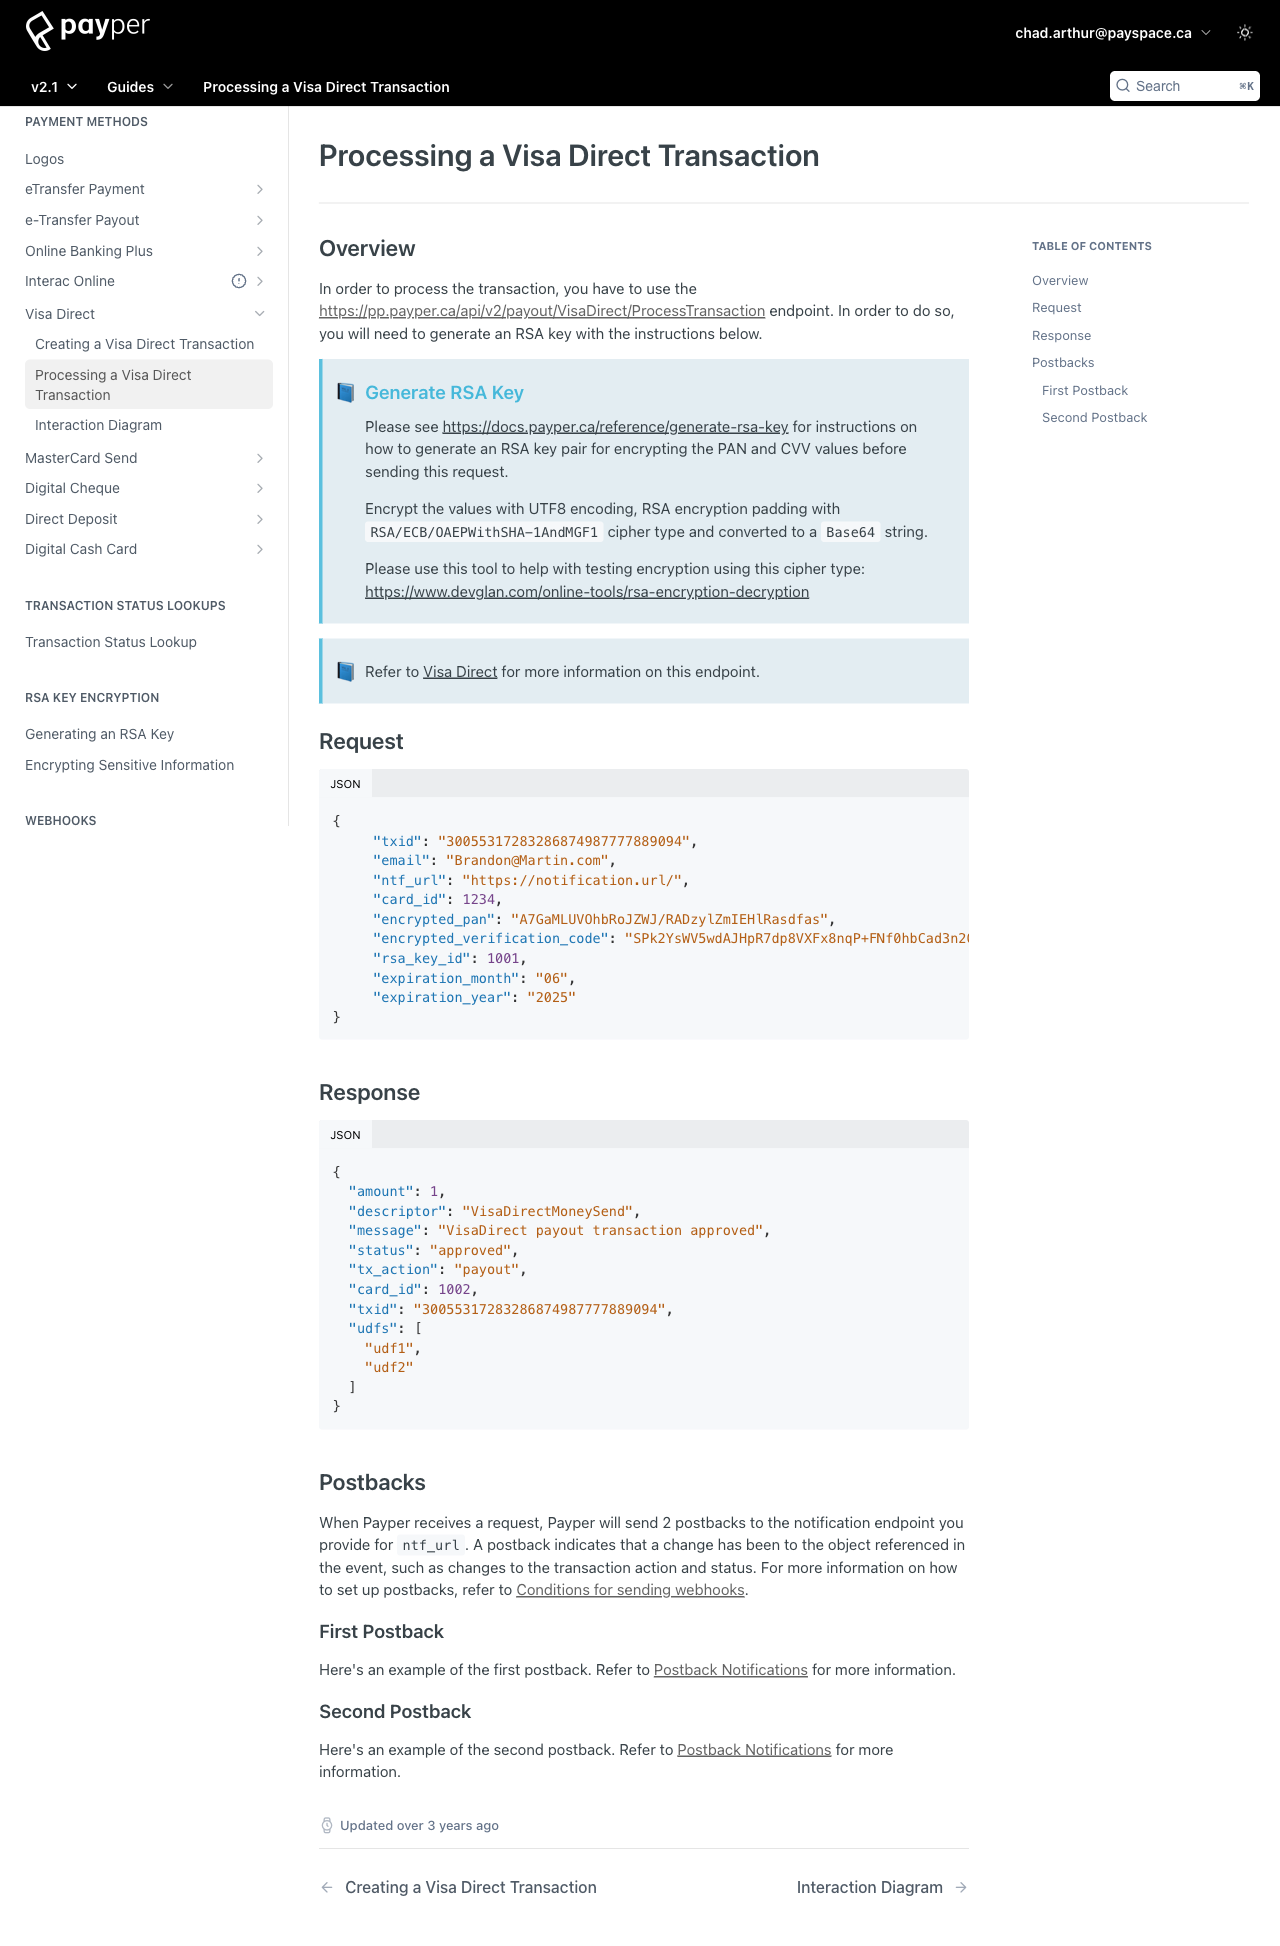 payper
chad.arthur@payspace.ca
v2.1 Guides Processing a Visa Direct Transaction Search ⌘K
PAYMENT METHODS
Logos
eTransfer Payment
e-Transfer Payout
Online Banking Plus
Interac Online
Visa Direct
Creating a Visa Direct Transaction
Processing a Visa Direct
Transaction
Interaction Diagram
MasterCard Send
Digital Cheque
Direct Deposit
Digital Cash Card
TRANSACTION STATUS LOOKUPS
Transaction Status Lookup
RSA KEY ENCRYPTION
Generating an RSA Key
Encrypting Sensitive Information
WEBHOOKS
Processing a Visa Direct Transaction
Overview
In order to process the transaction, you have to use the
https://pp.payper.ca/api/v2/payout/VisaDirect/ProcessTransaction endpoint. In order to do so,
you will need to generate an RSA key with the instructions below.
Generate RSA Key
Please see https://docs.payper.ca/reference/generate-rsa-key for instructions on
how to generate an RSA key pair for encrypting the PAN and CVV values before
sending this request.
Encrypt the values with UTF8 encoding, RSA encryption padding with
RSA/ECB/OAEPWithSHA-1AndMGF1 cipher type and converted to a Base64 string.
Please use this tool to help with testing encryption using this cipher type:
https://www.devglan.com/online-tools/rsa-encryption-decryption
Refer to Visa Direct for more information on this endpoint.
Request
JSON
{
"txid": "30055317283286874987777889094",
"email": "Brandon@Martin.com",
"ntf_url": "https://notification.url/",
"card_id": 1234,
"encrypted_pan": "A7GaMLUVOhbRoJZWJ/RADzylZmIEHlRasdfas",
"encrypted_verification_code": "SPk2YsWV5wdAJHpR7dp8VXFx8nqP+FNf0hbCad3n2
"rsa_key_id": 1001,
"expiration_month": "06",
"expiration_year": "2025"
}
Response
JSON
{
"amount": 1,
"descriptor": "VisaDirectMoneySend",
"message": "VisaDirect payout transaction approved",
"status": "approved",
"tx_action": "payout",
"card_id": 1002,
"txid": "30055317283286874987777889094",
"udfs": [
"udf1",
"udf2"
]
}
Postbacks
When Payper receives a request, Payper will send 2 postbacks to the notification endpoint you
provide for ntf_url. A postback indicates that a change has been to the object referenced in
the event, such as changes to the transaction action and status. For more information on how
to set up postbacks, refer to Conditions for sending webhooks.
First Postback
Here's an example of the first postback. Refer to Postback Notifications for more information.
Second Postback
Here's an example of the second postback. Refer to Postback Notifications for more
information.
Updated over 3 years ago
Creating a Visa Direct Transaction
Interaction Diagram
TABLE OF CONTENTS
Overview
Request
Response
Postbacks
First Postback
Second Postback